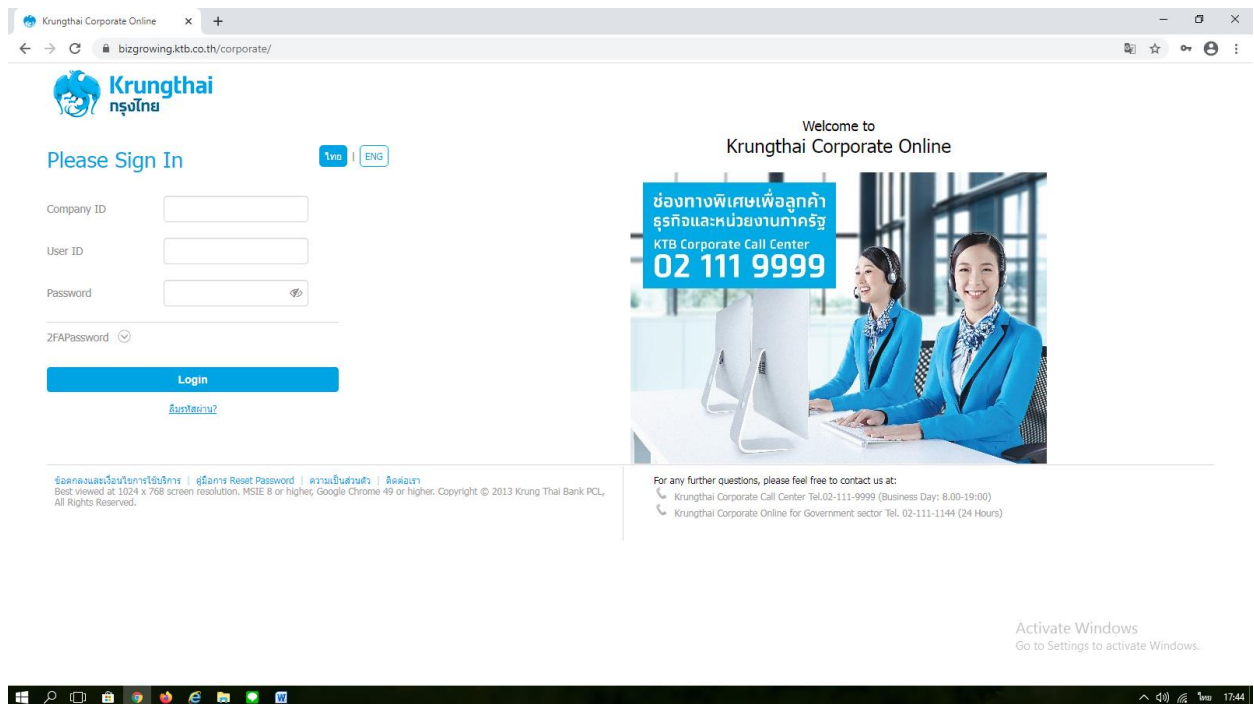 Krungthai Corporate Online
bizgrowing.ktb.co.th/corporate/
Krungthai
กรุงไทย
Please Sign In
ไทย | ENG
Company ID
User ID
Password
2FAPassword
Login
ลืมรหัสผ่าน?
Welcome to
Krungthai Corporate Online
ช่องทางพิเศษเพื่อลูกค้า
ธุรกิจและหน่วยงานภาครัฐ
KTB Corporate Call Center
02 111 9999
ข้อตกลงและเงื่อนไขการใช้บริการ | คู่มือการ Reset Password | ความเป็นส่วนตัว | ติดต่อเรา
Best viewed at 1024 x 768 screen resolution. MSIE 8 or higher, Google Chrome 49 or higher. Copyright © 2013 Krung Thai Bank PCL,
All Rights Reserved.
For any further questions, please feel free to contact us at:
Krungthai Corporate Call Center Tel.02-111-9999 (Business Day: 8.00-19:00)
Krungthai Corporate Online for Government sector Tel. 02-111-1144 (24 Hours)
Activate Windows
Go to Settings to activate Windows.
ไทย 17:44